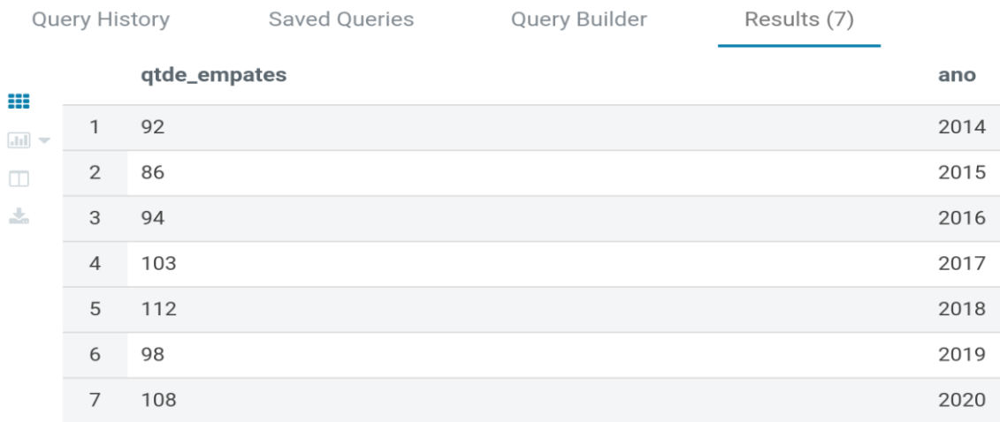 Query History Saved Queries Query Builder Results (7)
qtde_empates ano
1 92 2014
2 86 2015
3 94 2016
4 103 2017
5 112 2018
6 98 2019
7 108 2020